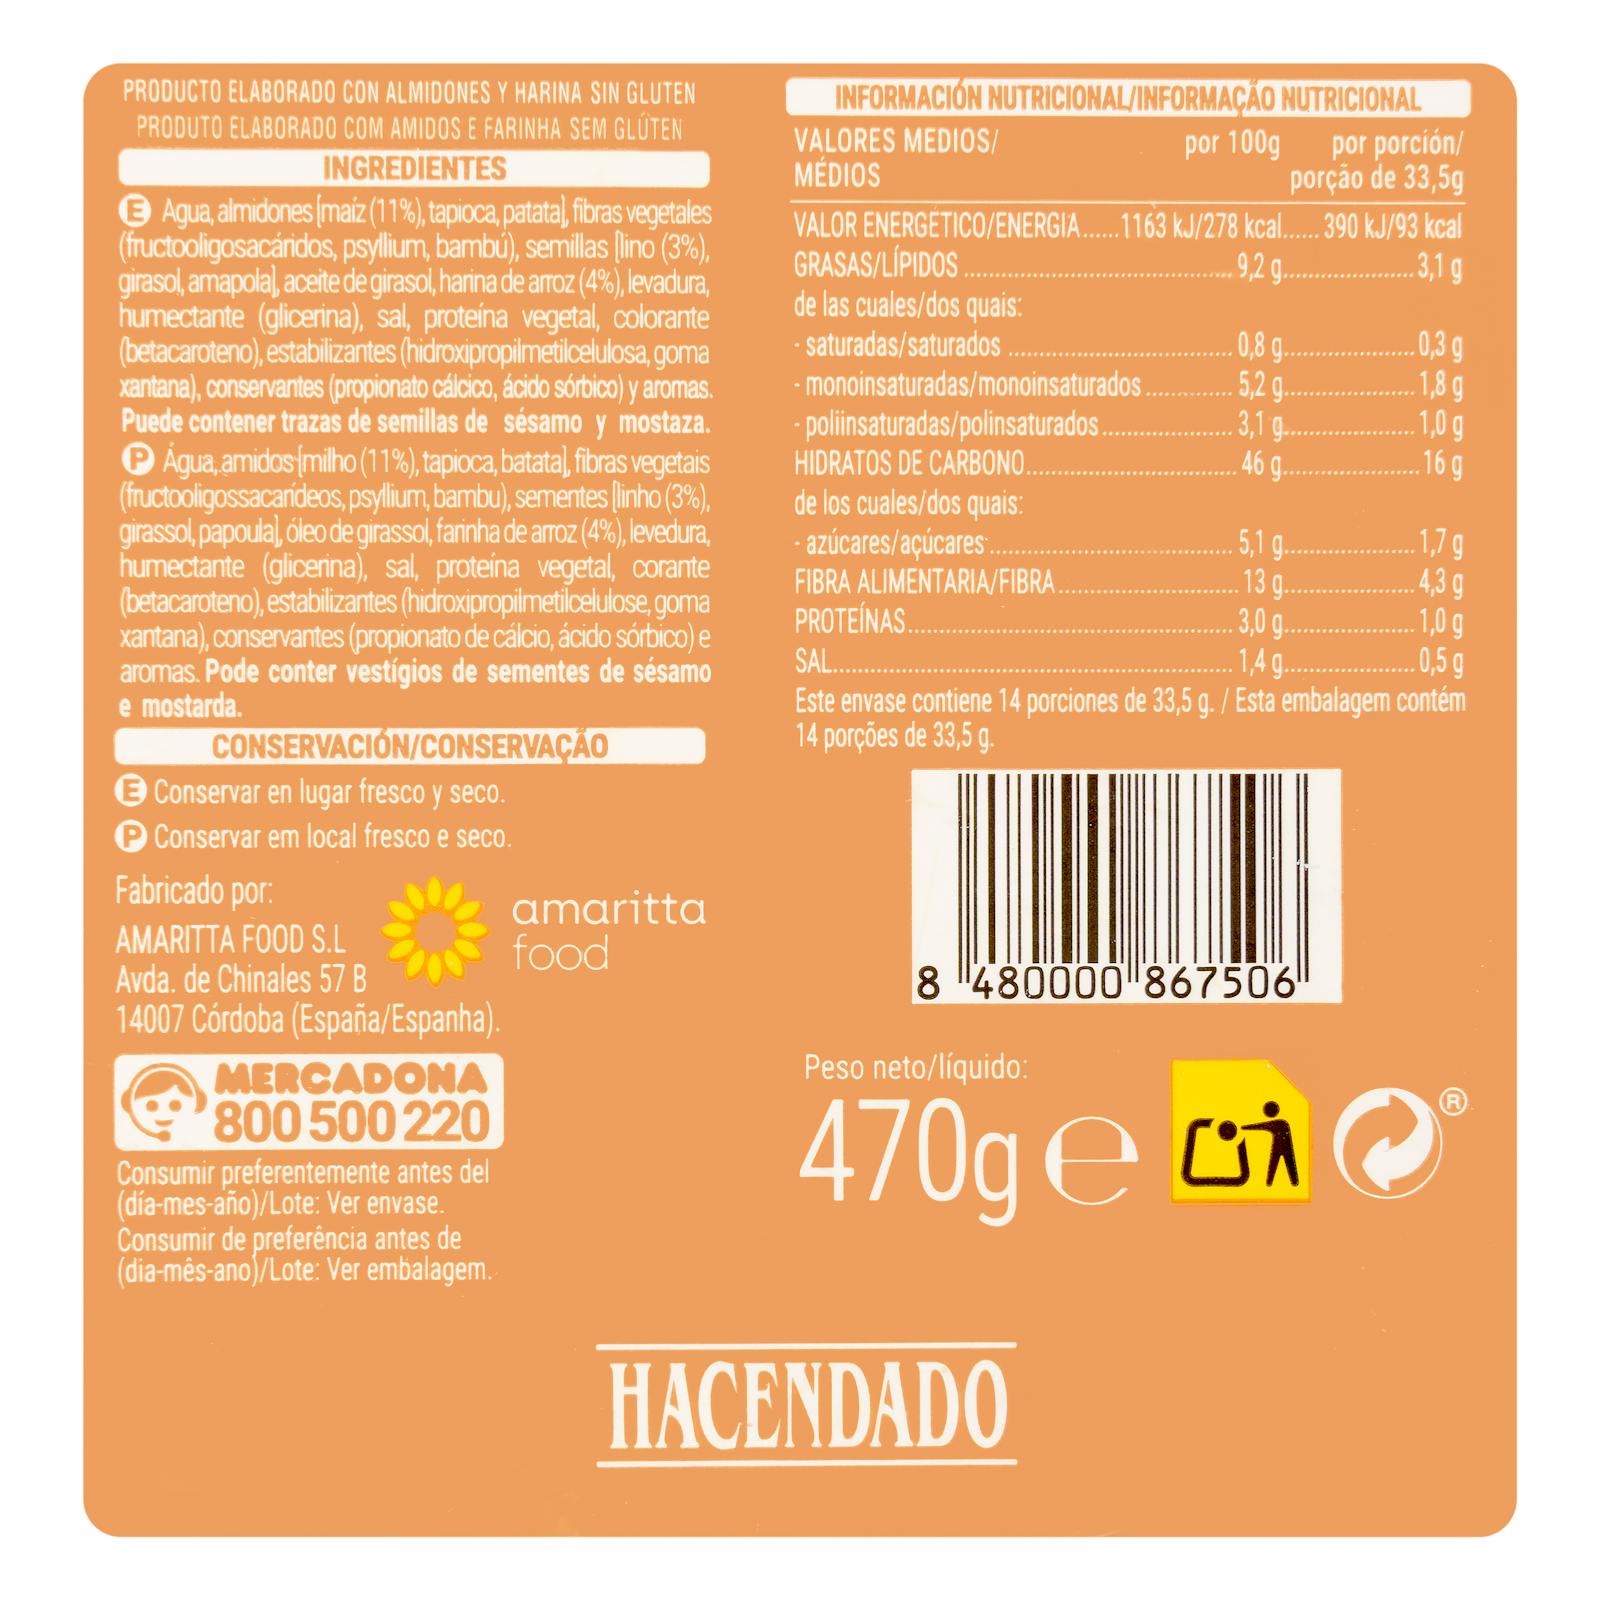 PRODUCTO ELABORADO CON ALMIDONES Y HARINA SIN GLUTEN
PRODUTO ELABORADO COM AMIDOS E FARINHA SEM GLÚTEN
INGREDIENTES
E Agua, almidones [maíz (11%), tapioca, patata], fibras vegetales
(fructooligosacáridos, psyllium, bambú), semillas [lino (3%),
girasol, amapola], aceite de girasol, harina de arroz (4%), levadura,
humectante (glicerina), sal, proteína vegetal, colorante
(betacaroteno), estabilizantes (hidroxipropilmetilcelulosa, goma
xantana), conservantes (propionato cálcico, ácido sórbico) y aromas.
Puede contener trazas de semillas de sésamo y mostaza.
P Água, amidos [milho (11%), tapioca, batata], fibras vegetais
(fructooligossacarídeos, psyllium, bambu), sementes [linho (3%),
girassol, papoula], óleo de girassol, farinha de arroz (4%), levedura,
humectante (glicerina), sal, proteína vegetal, corante
(betacaroteno), estabilizantes (hidroxipropilmetilcelulose, goma
xantana), conservantes (propionato de cálcio, ácido sórbico) e
aromas. Pode conter vestígios de sementes de sésamo
e mostarda.
CONSERVACIÓN/CONSERVAÇÃO
E Conservar en lugar fresco y seco.
P Conservar em local fresco e seco.
Fabricado por:
AMARITTA FOOD S.L
Avda. de Chinales 57 B
14007 Córdoba (España/Espanha).
amaritta
food
MERCADONA
800 500 220
Consumir preferentemente antes del
(día-mes-año)/Lote: Ver envase.
Consumir de preferência antes de
(dia-mês-ano)/Lote: Ver embalagem.
INFORMACIÓN NUTRICIONAL/INFORMAÇÃO NUTRICIONAL
VALORES MEDIOS/ por 100g por porción/
MÉDIOS porção de 33,5g
VALOR ENERGÉTICO/ENERGIA......1163 kJ/278 kcal...... 390 kJ/93 kcal
GRASAS/LÍPIDOS ........ 9,2 g........ 3,1 g
de las cuales/dos quais:
- saturadas/saturados ........ 0,8 g........ 0,3 g
- monoinsaturadas/monoinsaturados ........ 5,2 g........ 1,8 g
- poliinsaturadas/polinsaturados ........ 3,1 g........ 1,0 g
HIDRATOS DE CARBONO........ 46 g........ 16 g
de los cuales/dos quais:
- azúcares/açúcares ........ 5,1 g........ 1,7 g
FIBRA ALIMENTARIA/FIBRA ........ 13 g........ 4,3 g
PROTEÍNAS........ 3,0 g........ 1,0 g
SAL........ 1,4 g........ 0,5 g
Este envase contiene 14 porciones de 33,5 g. / Esta embalagem contém
14 porções de 33,5 g.
8 480000 867506
Peso neto/líquido:
470g e
®
HACENDADO